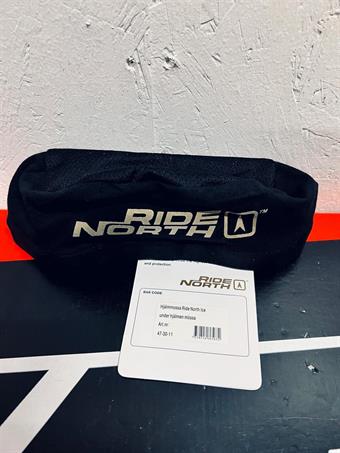 RIDE
NORTH ™
and protection
RIDE
NORTH
BAR CODE
Hjälmmössa Ride North Ice
under hjälmen mössa
Art.nr:
47-30-11